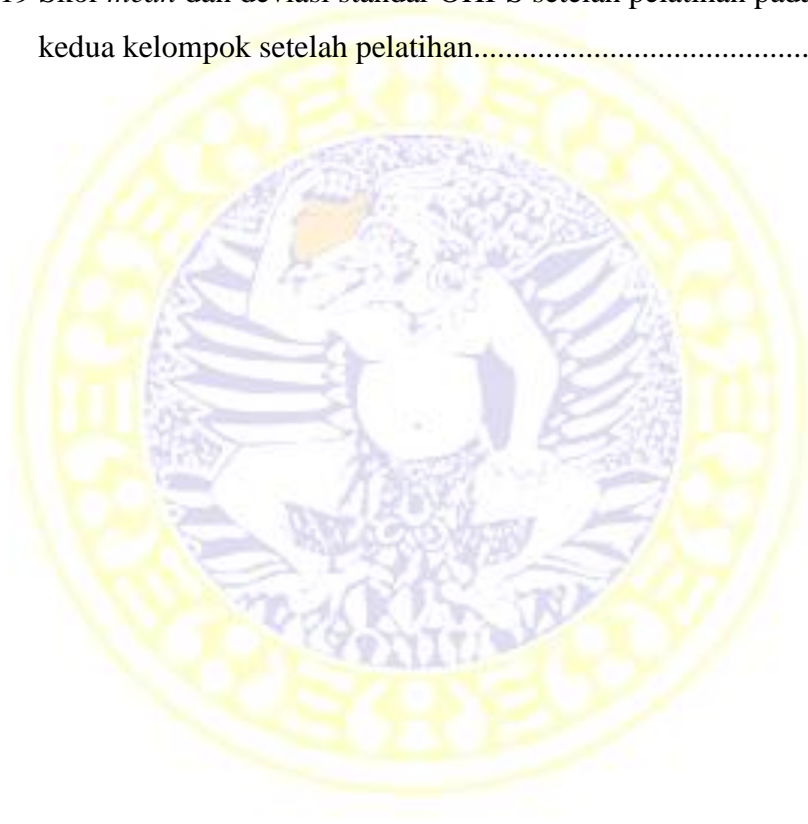 19 Skor mean dan deviasi standar setelah pelatihan pada
kedua kelompok setelah pelatihan........................................